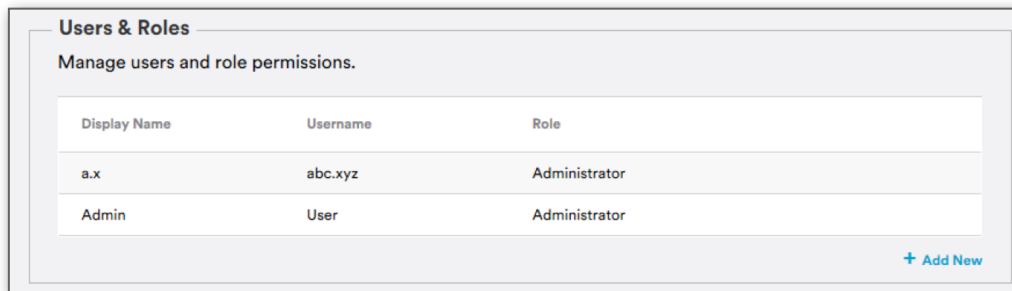 Users & Roles
Manage users and role permissions.
Display Name Username Role
a.x abc.xyz Administrator
Admin User Administrator
+ Add New